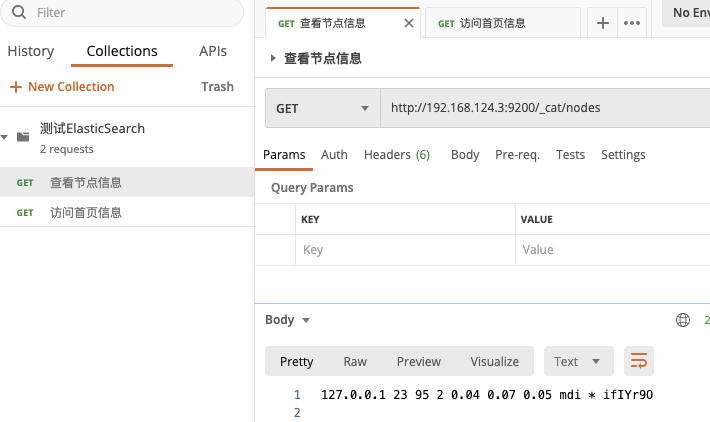 Filter
History Collections APIs
+ New Collection Trash
测试ElasticSearch
2 requests
GET 查看节点信息
GET 访问首页信息
GET 查看节点信息 GET 访问首页信息 No Env
查看节点信息
GET http://192.168.124.3:9200/_cat/nodes
Params Auth Headers (6) Body Pre-req. Tests Settings
Query Params
KEY VALUE
Key Value
Body 2
Pretty Raw Preview Visualize Text
1 127.0.0.1 23 95 2 0.04 0.07 0.05 mdi * ifIYr9O
2